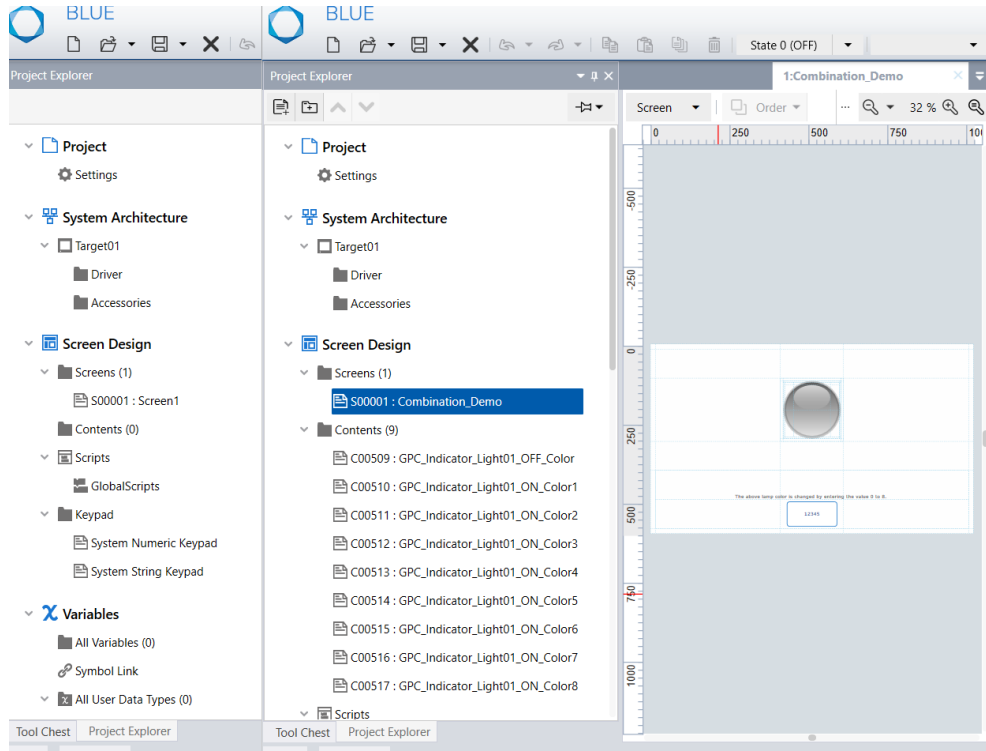 BLUE
Project Explorer
Project
Settings
System Architecture
Target01
Driver
Accessories
Screen Design
Screens (1)
S00001 : Screen1
Contents (0)
Scripts
GlobalScripts
Keypad
System Numeric Keypad
System String Keypad
Variables
All Variables (0)
Symbol Link
All User Data Types (0)
Tool Chest Project Explorer
BLUE
State 0 (OFF)
Project Explorer
Project
Settings
System Architecture
Target01
Driver
Accessories
Screen Design
Screens (1)
S00001 : Combination_Demo
Contents (9)
C00509 : GPC_Indicator_Light01_OFF_Color
C00510 : GPC_Indicator_Light01_ON_Color1
C00511 : GPC_Indicator_Light01_ON_Color2
C00512 : GPC_Indicator_Light01_ON_Color3
C00513 : GPC_Indicator_Light01_ON_Color4
C00514 : GPC_Indicator_Light01_ON_Color5
C00515 : GPC_Indicator_Light01_ON_Color6
C00516 : GPC_Indicator_Light01_ON_Color7
C00517 : GPC_Indicator_Light01_ON_Color8
Scripts
Tool Chest Project Explorer
1:Combination_Demo
Screen Order ... 32 %
0 250 500 750
-500
-250
0
250
500
750
1000
The above lamp color is changed by entering the value 0 to 8.
12345